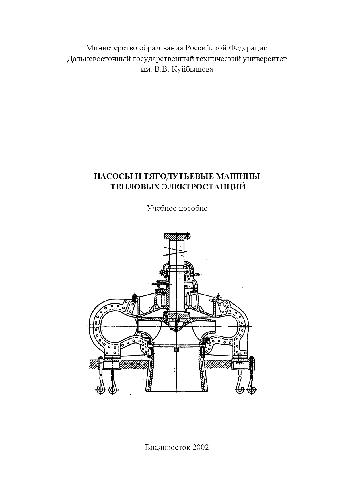 Министерство образования Российской Федерации
Дальневосточный государственный технический университет
им. В.В. Куйбышева
НАСОСЫ И ТЯГОДУТЬЕВЫЕ МАШИНЫ
ТЕПЛОВЫХ ЭЛЕКТРОСТАНЦИЙ
Учебное пособие
Владивосток 2002